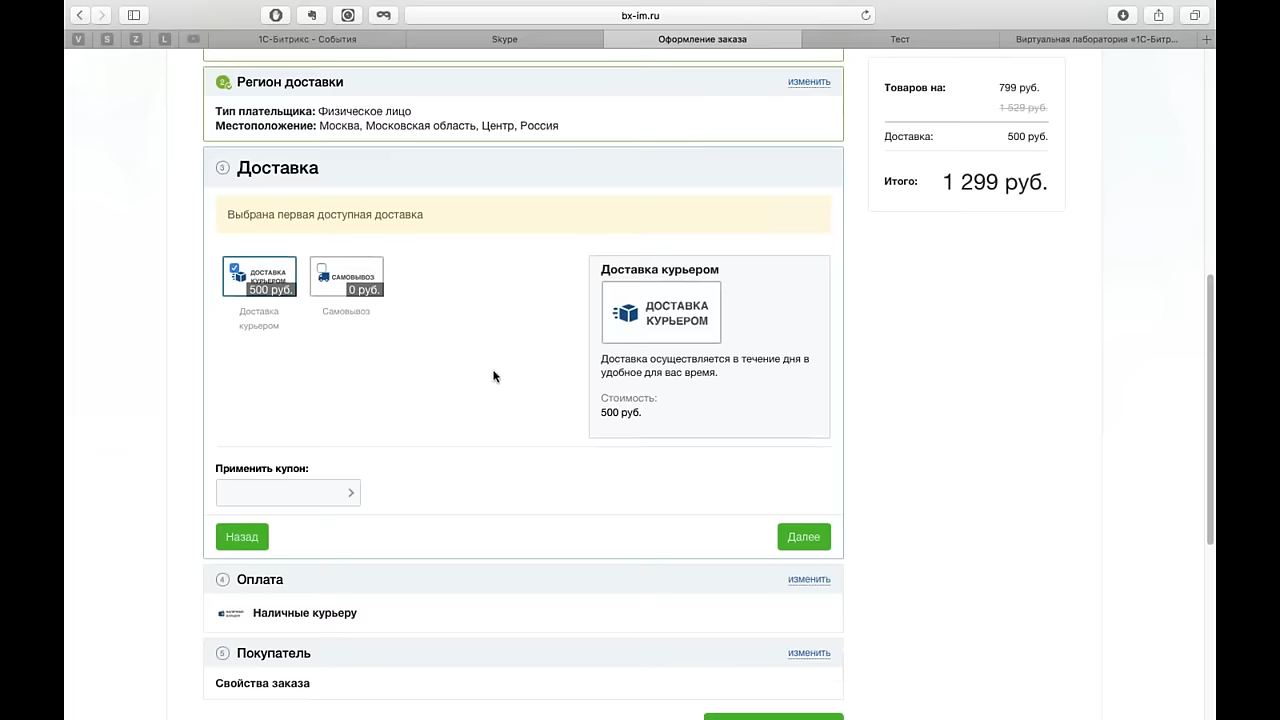 bx-im.ru
V
S
Z
L
1С-Битрикс - События
Skype
Оформление заказа
Тест
Виртуальная лаборатория «1С-Битр...
2
Регион доставки
изменить
Тип плательщика: Физическое лицо
Местоположение: Москва, Московская область, Центр, Россия
Товаров на:
799 руб.
1 529 руб.
Доставка:
500 руб.
Итого:
1 299 руб.
3
Доставка
Выбрана первая доступная доставка
ДОСТАВКА
КУРЬЕРОМ
500 руб.
Доставка
курьером
САМОВЫВОЗ
0 руб.
Самовывоз
Доставка курьером
ДОСТАВКА
КУРЬЕРОМ
Доставка осуществляется в течение дня в
удобное для вас время.
Стоимость:
500 руб.
Применить купон:
Назад
Далее
4
Оплата
изменить
Наличные курьеру
5
Покупатель
изменить
Свойства заказа